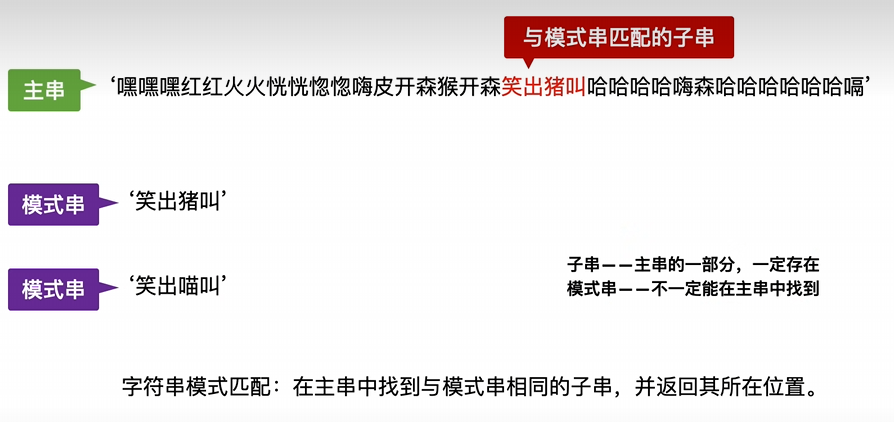 与模式串匹配的子串
主串
‘嘿嘿嘿红红火火恍恍惚惚嗨皮开森猴开森笑出猪叫哈哈哈哈嗨森哈哈哈哈哈哈嗝’
模式串
‘笑出猪叫’
模式串
‘笑出喵叫’
子串——主串的一部分，一定存在
模式串——不一定能在主串中找到
字符串模式匹配：在主串中找到与模式串相同的子串，并返回其所在位置。